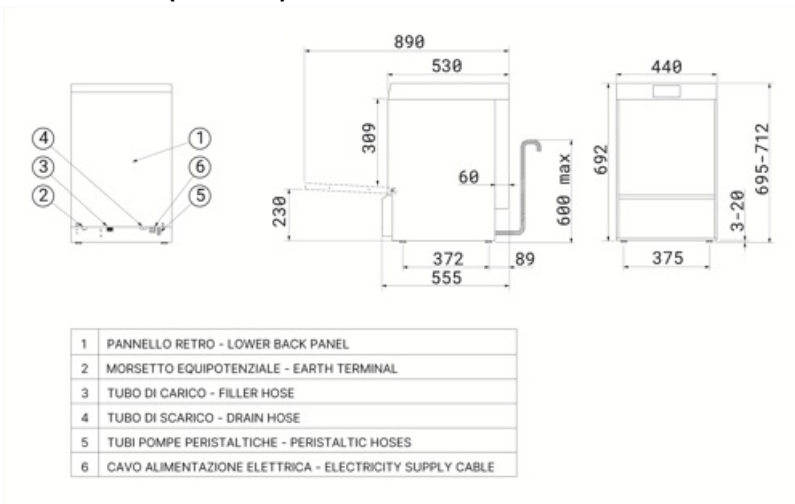 890
530
440
4
3
2
1
6
5
309
230
60
600 max
372
89
555
692
695-712
3-20
375
1 PANNELLO RETRO - LOWER BACK PANEL
2 MORSETTO EQUIPOTENZIALE - EARTH TERMINAL
3 TUBO DI CARICO - FILLER HOSE
4 TUBO DI SCARICO - DRAIN HOSE
5 TUBI POMPE PERISTALTICHE - PERISTALTIC HOSES
6 CAVO ALIMENTAZIONE ELETTRICA - ELECTRICITY SUPPLY CABLE